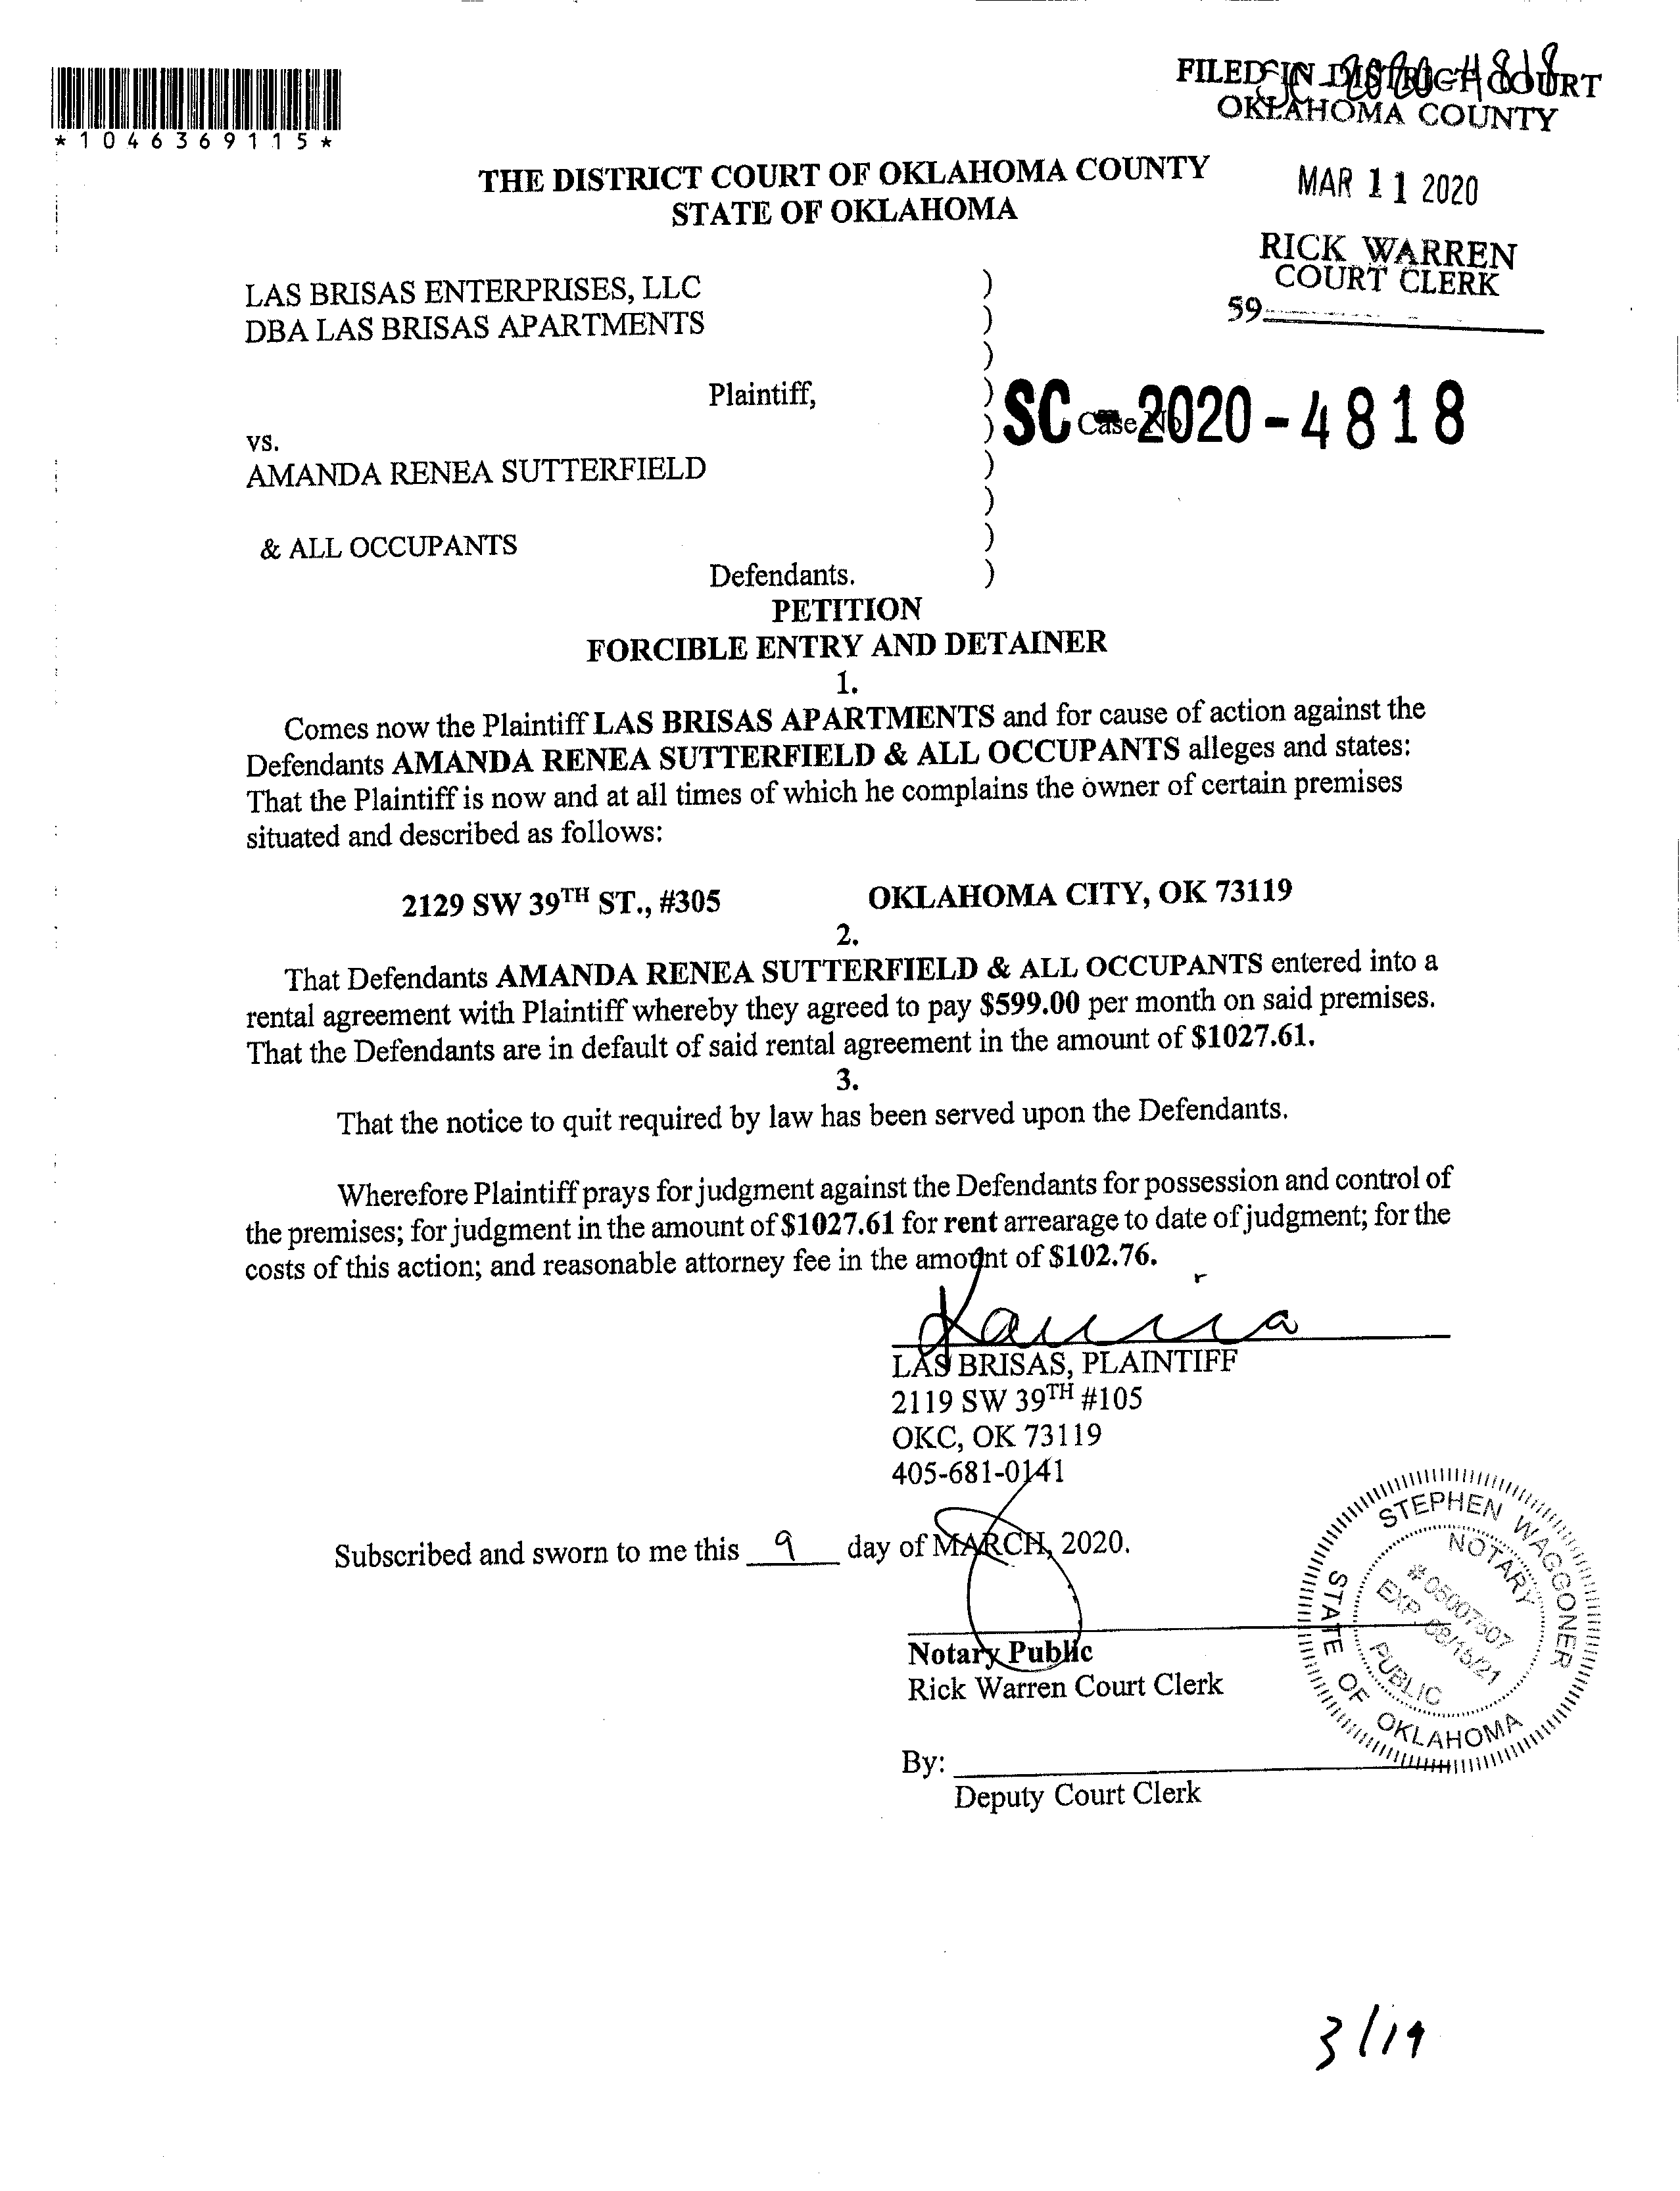 FILED IN DISTRICT COURT
SC-2020-4818
OKLAHOMA COUNTY
*1046369115*
THE DISTRICT COURT OF OKLAHOMA COUNTY
STATE OF OKLAHOMA
MAR 11 2020
RICK WARREN
COURT CLERK
59
LAS BRISAS ENTERPRISES, LLC )
DBA LAS BRISAS APARTMENTS )
)
Plaintiff, )
SC-2020-4818
Case No
vs. )
AMANDA RENEA SUTTERFIELD )
)
& ALL OCCUPANTS )
Defendants. )
PETITION
FORCIBLE ENTRY AND DETAINER
1.
Comes now the Plaintiff LAS BRISAS APARTMENTS and for cause of action against the
Defendants AMANDA RENEA SUTTERFIELD & ALL OCCUPANTS alleges and states:
That the Plaintiff is now and at all times of which he complains the owner of certain premises
situated and described as follows:
2129 SW 39TH ST., #305 OKLAHOMA CITY, OK 73119
2.
That Defendants AMANDA RENEA SUTTERFIELD & ALL OCCUPANTS entered into a
rental agreement with Plaintiff whereby they agreed to pay $599.00 per month on said premises.
That the Defendants are in default of said rental agreement in the amount of $1027.61.
3.
That the notice to quit required by law has been served upon the Defendants.
Wherefore Plaintiff prays for judgment against the Defendants for possession and control of
the premises; for judgment in the amount of $1027.61 for rent arrearage to date of judgment; for the
costs of this action; and reasonable attorney fee in the amount of $102.76.
LAS BRISAS, PLAINTIFF
2119 SW 39TH #105
OKC, OK 73119
405-681-0141
Subscribed and sworn to me this 9 day of MARCH, 2020.
Notary Public
Rick Warren Court Clerk
By:
Deputy Court Clerk
STEPHEN WAGGONER
NOTARY
# 05007507
EXP. 08/15/21
PUBLIC
STATE OF OKLAHOMA
3/19